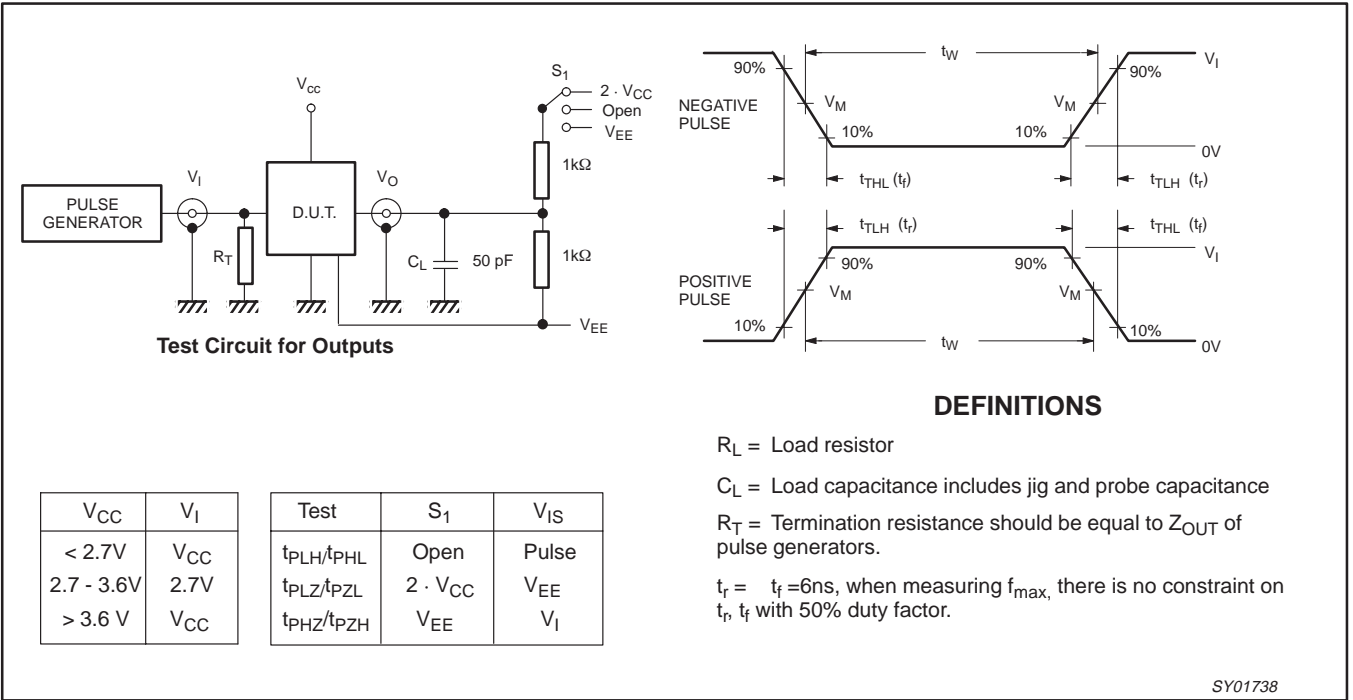 PULSE
GENERATOR
V_I
R_T
V_cc
D.U.T.
V_O
C_L
50 pF
S_1
2 · V_CC
Open
V_EE
1kΩ
1kΩ
V_EE
Test Circuit for Outputs
NEGATIVE
PULSE
90%
t_W
90%
V_I
V_M
V_M
10%
10%
0V
t_THL (t_f)
t_TLH (t_r)
t_TLH (t_r)
t_THL (t_f)
POSITIVE
PULSE
V_I
90%
90%
V_M
V_M
10%
10%
t_W
0V
DEFINITIONS
R_L = Load resistor
C_L = Load capacitance includes jig and probe capacitance
R_T = Termination resistance should be equal to Z_OUT of
pulse generators.
t_r = t_f =6ns, when measuring f_max, there is no constraint on
t_r, t_f with 50% duty factor.
V_CC V_I
< 2.7V V_CC
2.7 - 3.6V 2.7V
> 3.6 V V_CC
Test S_1 V_IS
t_PLH/t_PHL Open Pulse
t_PLZ/t_PZL 2 · V_CC V_EE
t_PHZ/t_PZH V_EE V_I
SY01738